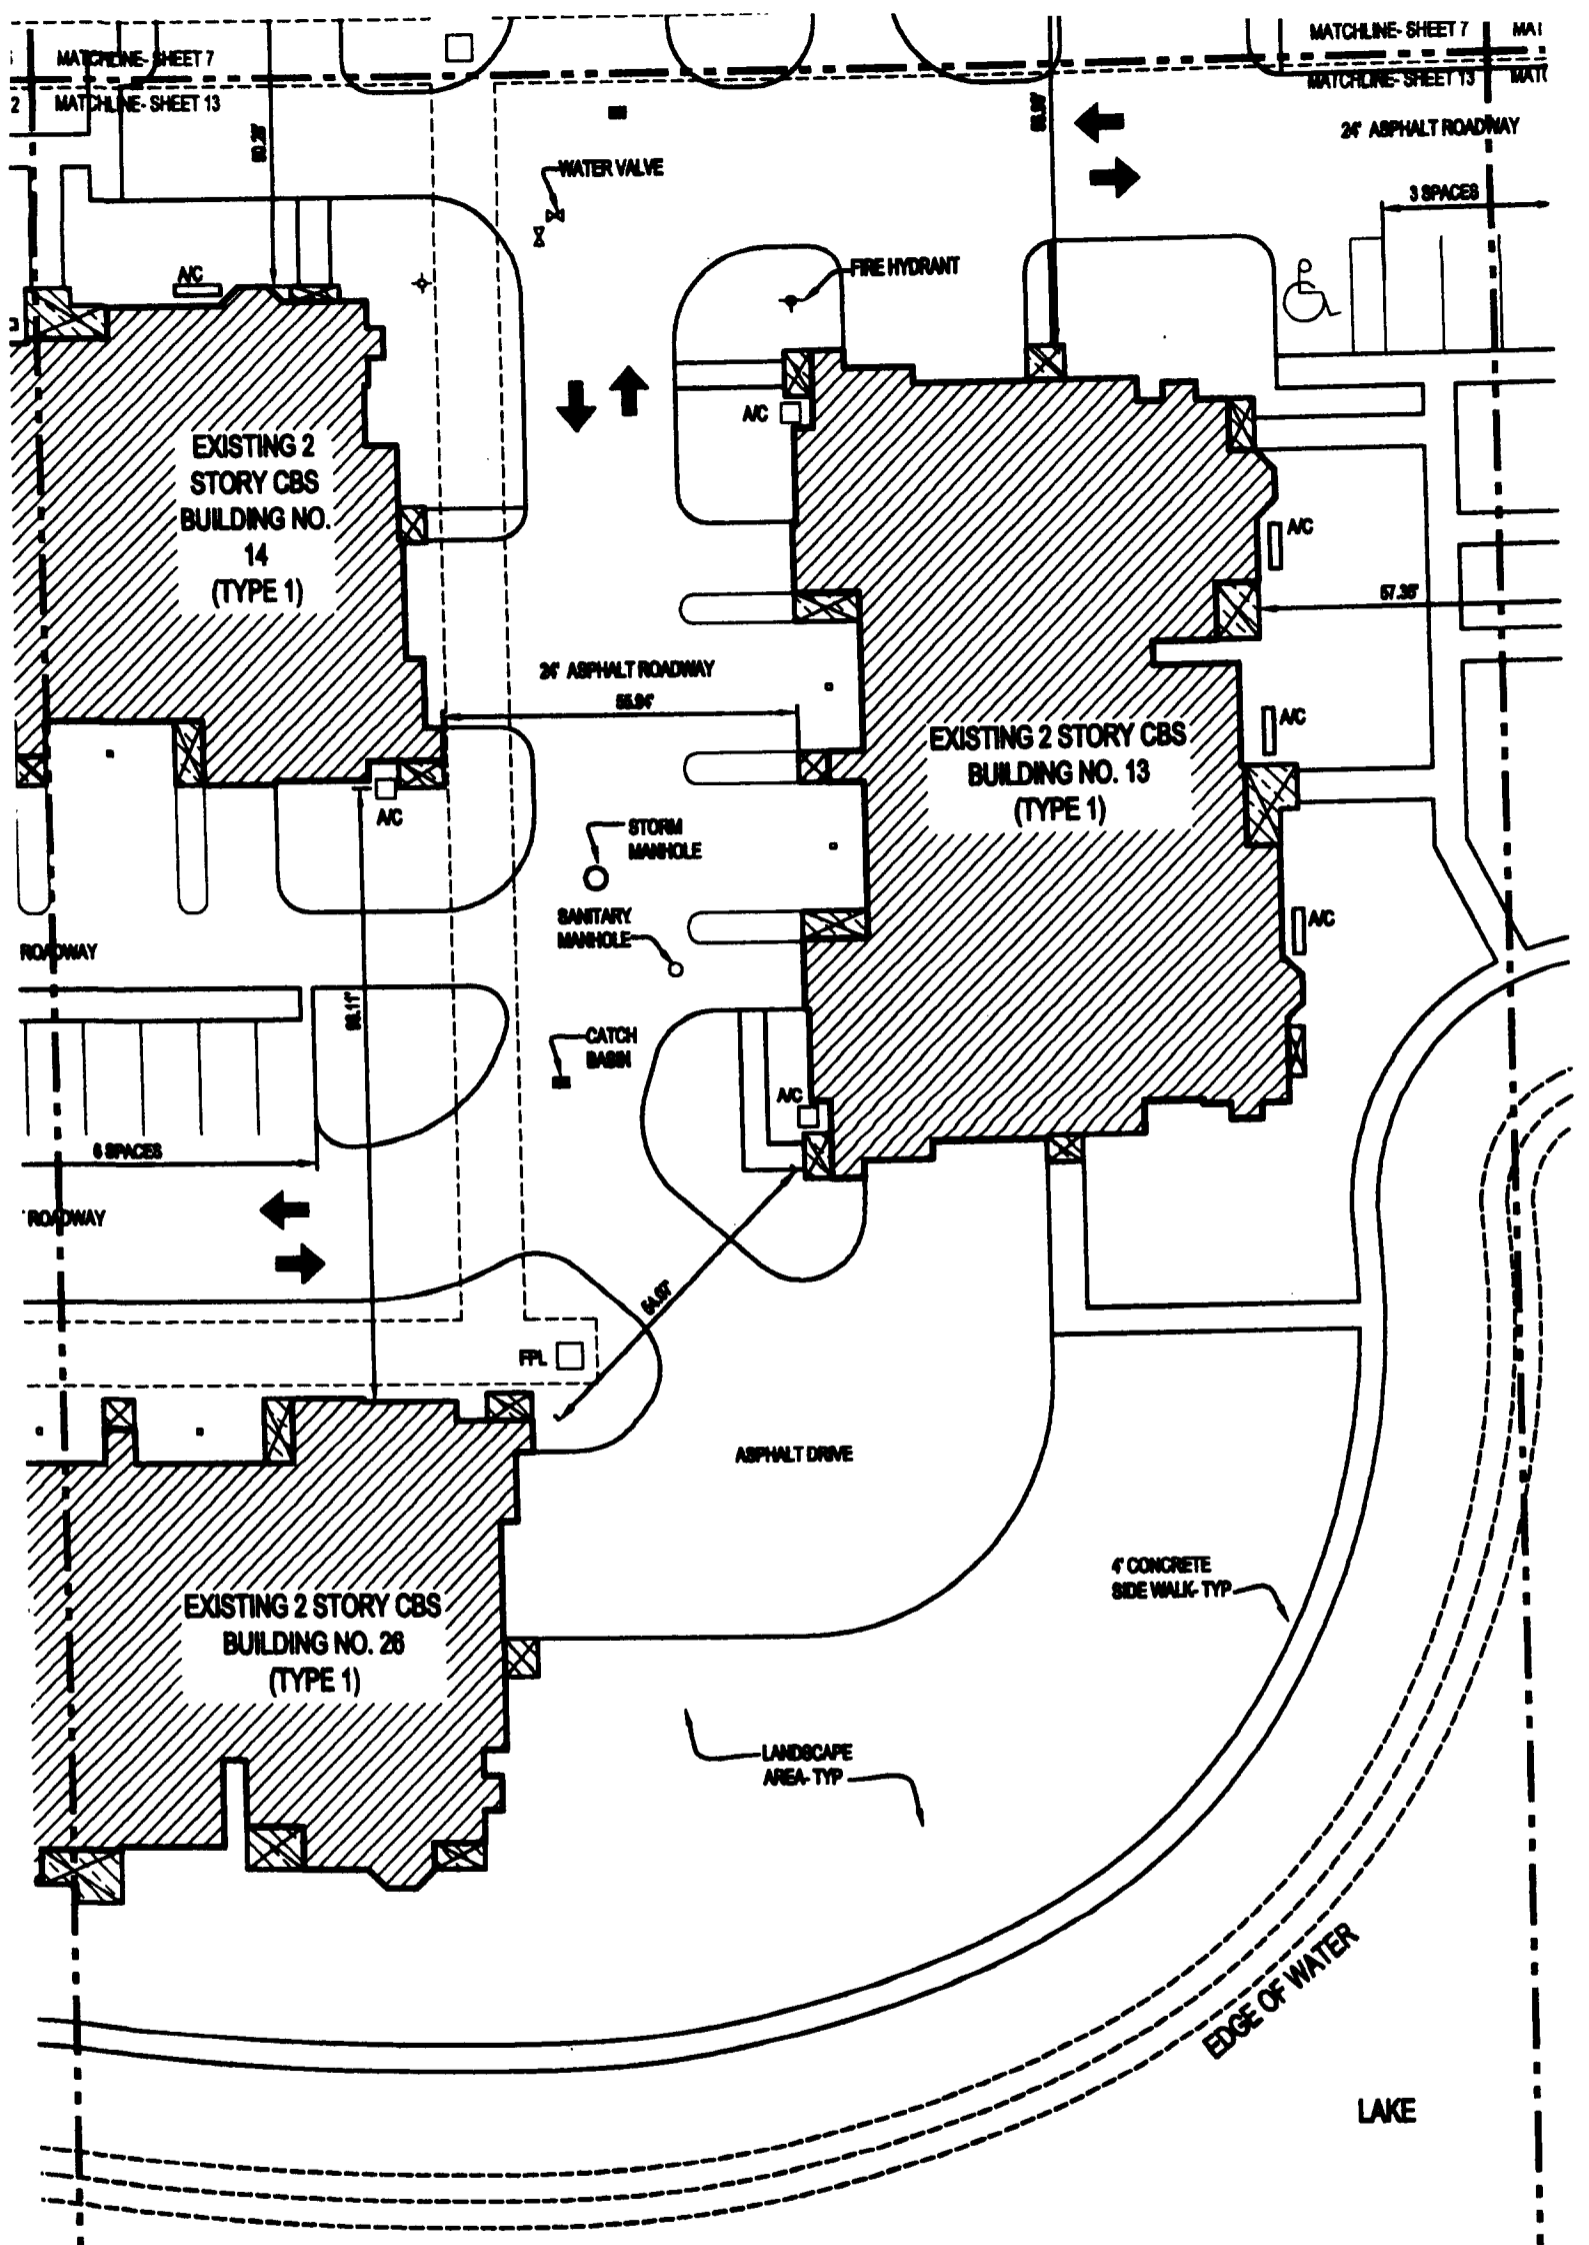 MATCHLINE- SHEET 7
MATCHLINE- SHEET 7
MATCHLINE- SHEET 13
MATCHLINE- SHEET 13
2
24' ASPHALT ROADWAY
WATER VALVE
3 SPACES
A/C
FIRE HYDRANT
A/C
EXISTING 2
STORY CBS
BUILDING NO.
14
(TYPE 1)
A/C
57.36'
24' ASPHALT ROADWAY
55.94'
A/C
EXISTING 2 STORY CBS
BUILDING NO. 13
(TYPE 1)
A/C
STORM
MANHOLE
SANITARY
MANHOLE
A/C
ROADWAY
CATCH
BASIN
A/C
6 SPACES
ROADWAY
FPL
ASPHALT DRIVE
4' CONCRETE
SIDE WALK- TYP
EXISTING 2 STORY CBS
BUILDING NO. 26
(TYPE 1)
LANDSCAPE
AREA- TYP
EDGE OF WATER
LAKE